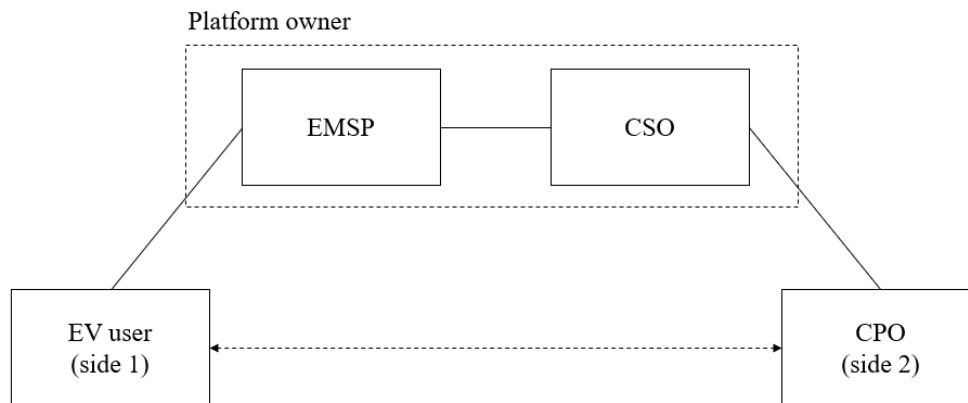 Platform owner
EMSP
CSO
EV user
(side 1)
CPO
(side 2)